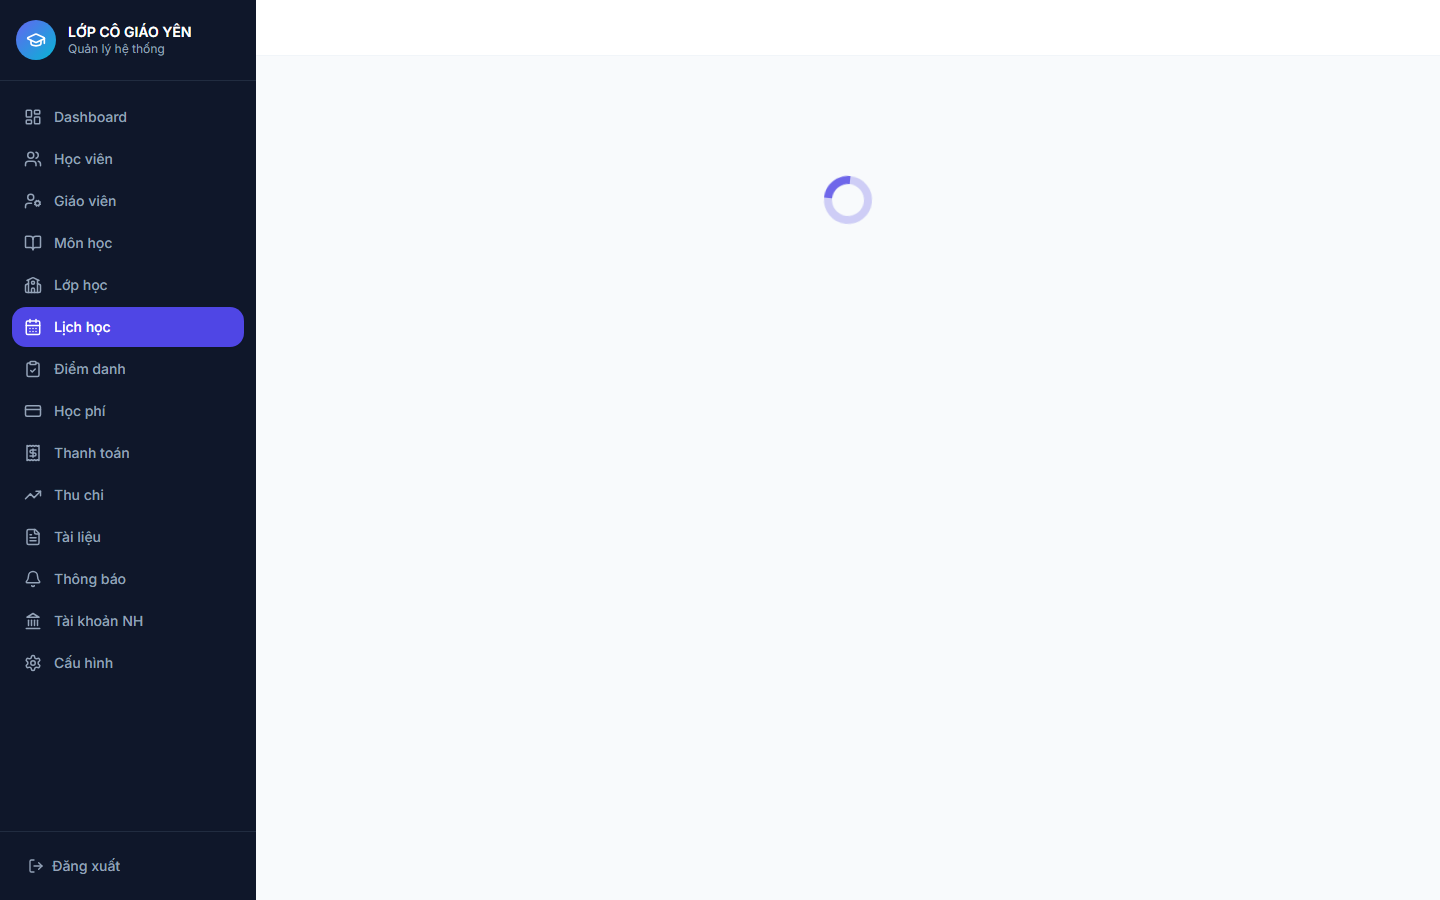 LỚP CÔ GIÁO YÊN
Quản lý hệ thống
Dashboard
Học viên
Giáo viên
Môn học
Lớp học
Lịch học
Điểm danh
Học phí
Thanh toán
Thu chi
Tài liệu
Thông báo
Tài khoản NH
Cấu hình
Đăng xuất